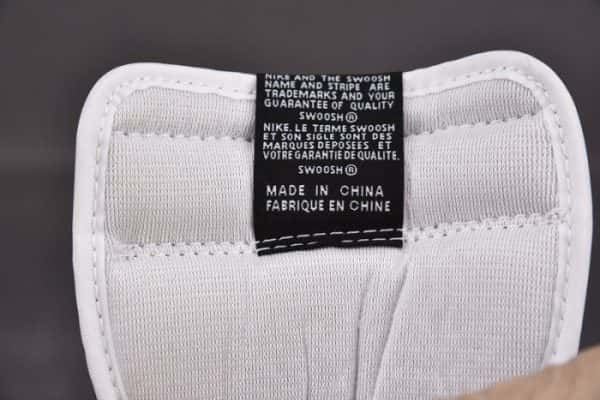 NIKE AND THE SWOOSH
NAME AND STRIPE ARE
TRADEMARKS AND YOUR
GUARANTEE OF QUALITY
SWOOSH®
NIKE. LE TERME SWOOSH
ET SON SIGLE SONT DES
MARQUES DEPOSEES ET
VOTRE GARANTIE DE QUALITE.
SWOOSH®
MADE IN CHINA
FABRIQUE EN CHINE